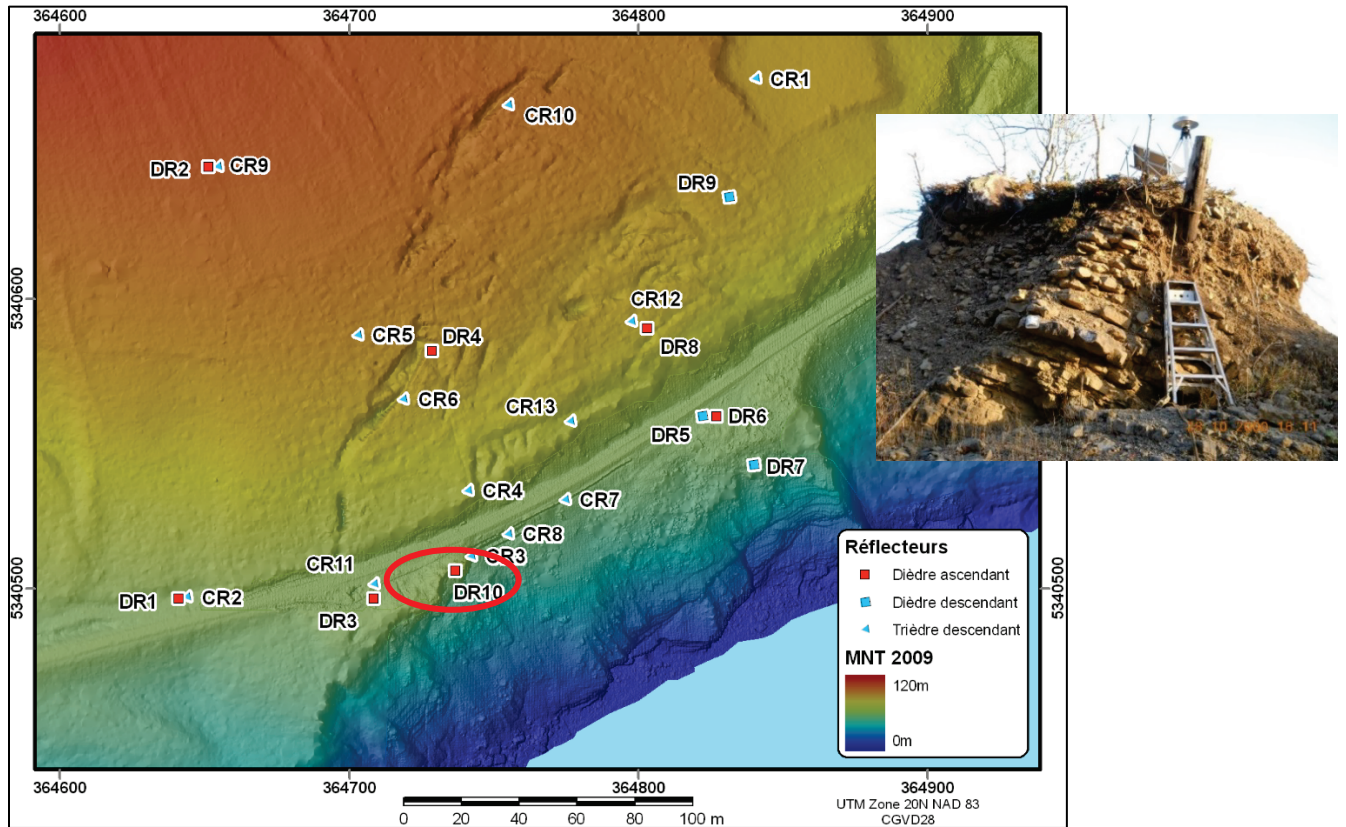 364600
364700
364800
364900
CR1
CR10
DR2
CR9
DR9
5340600
CR12
CR5
DR4
DR8
CR6
CR13
DR5
DR6
DR7
CR4
CR7
CR8
CR3
CR11
DR10
DR1
CR2
DR3
5340500
5340500
Réflecteurs
Dièdre ascendant
Dièdre descendant
Trièdre descendant
MNT 2009
120m
0m
364600
364700
364800
364900
0 20 40 60 80 100 m
UTM Zone 20N NAD 83
CGVD28